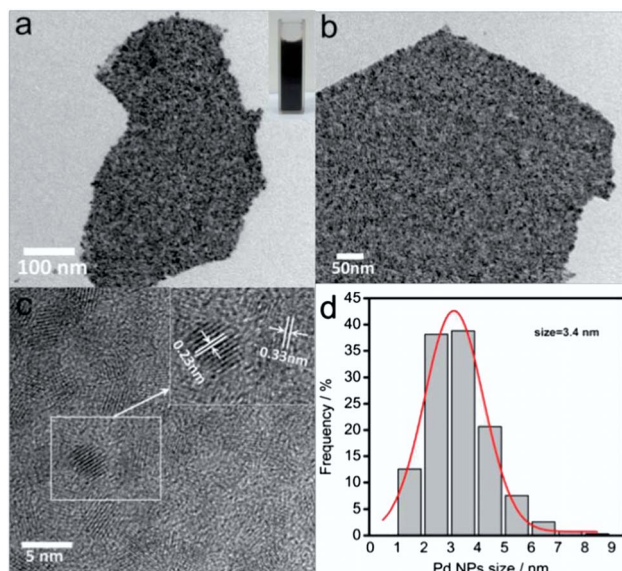 a
100 nm
b
50nm
c
0.23nm
0.33nm
5 nm
d
size=3.4 nm
Frequency / %
45
40
35
30
25
20
15
10
5
0
0 1 2 3 4 5 6 7 8 9
Pd NPs size / nm